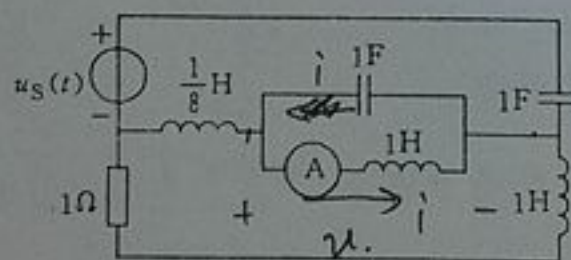 +
u_S(t)
-
1/8 H
i
1F
1F
A
1H
1Ω
+
u.
i
-
1H